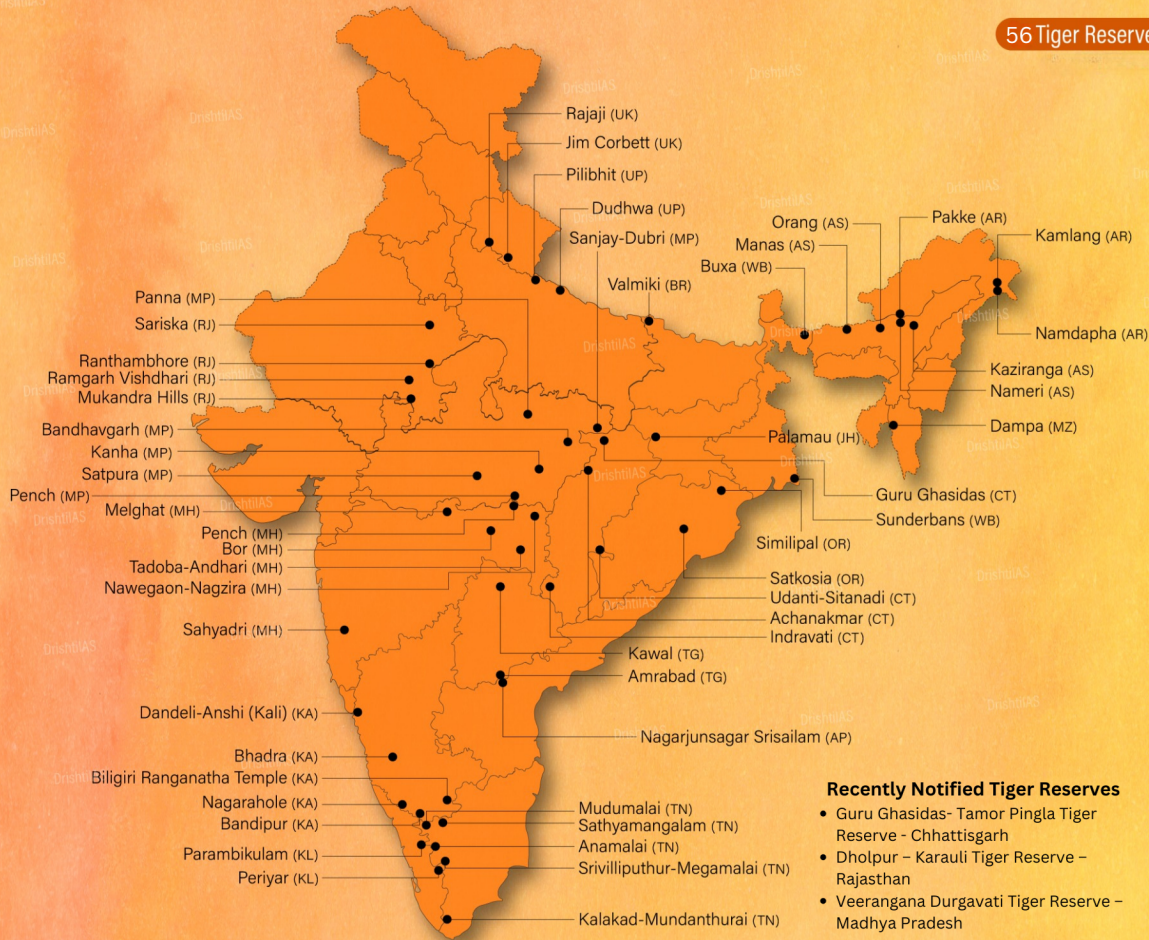 56 Tiger Reserve
Rajaji (UK)
Jim Corbett (UK)
Pilibhit (UP)
Dudhwa (UP)
Sanjay-Dubri (MP)
Valmiki (BR)
Orang (AS)
Manas (AS)
Buxa (WB)
Pakke (AR)
Kamlang (AR)
Namdapha (AR)
Kaziranga (AS)
Nameri (AS)
Dampa (MZ)
Panna (MP)
Sariska (RJ)
Ranthambhore (RJ)
Ramgarh Vishdhari (RJ)
Mukandra Hills (RJ)
Bandhavgarh (MP)
Kanha (MP)
Satpura (MP)
Pench (MP)
Melghat (MH)
Pench (MH)
Bor (MH)
Tadoba-Andhari (MH)
Nawegaon-Nagzira (MH)
Sahyadri (MH)
Dandeli-Anshi (Kali) (KA)
Bhadra (KA)
Biligiri Ranganatha Temple (KA)
Nagarahole (KA)
Bandipur (KA)
Parambikulam (KL)
Periyar (KL)
Palamau (JH)
Guru Ghasidas (CT)
Sunderbans (WB)
Similipal (OR)
Satkosia (OR)
Udanti-Sitanadi (CT)
Achanakmar (CT)
Indravati (CT)
Kawal (TG)
Amrabad (TG)
Nagarjunsagar Srisailam (AP)
Mudumalai (TN)
Sathyamangalam (TN)
Anamalai (TN)
Srivilliputhur-Megamalai (TN)
Kalakad-Mundanthurai (TN)
Recently Notified Tiger Reserves
• Guru Ghasidas- Tamor Pingla Tiger
Reserve - Chhattisgarh
• Dholpur – Karauli Tiger Reserve –
Rajasthan
• Veerangana Durgavati Tiger Reserve –
Madhya Pradesh
DrishtiIAS